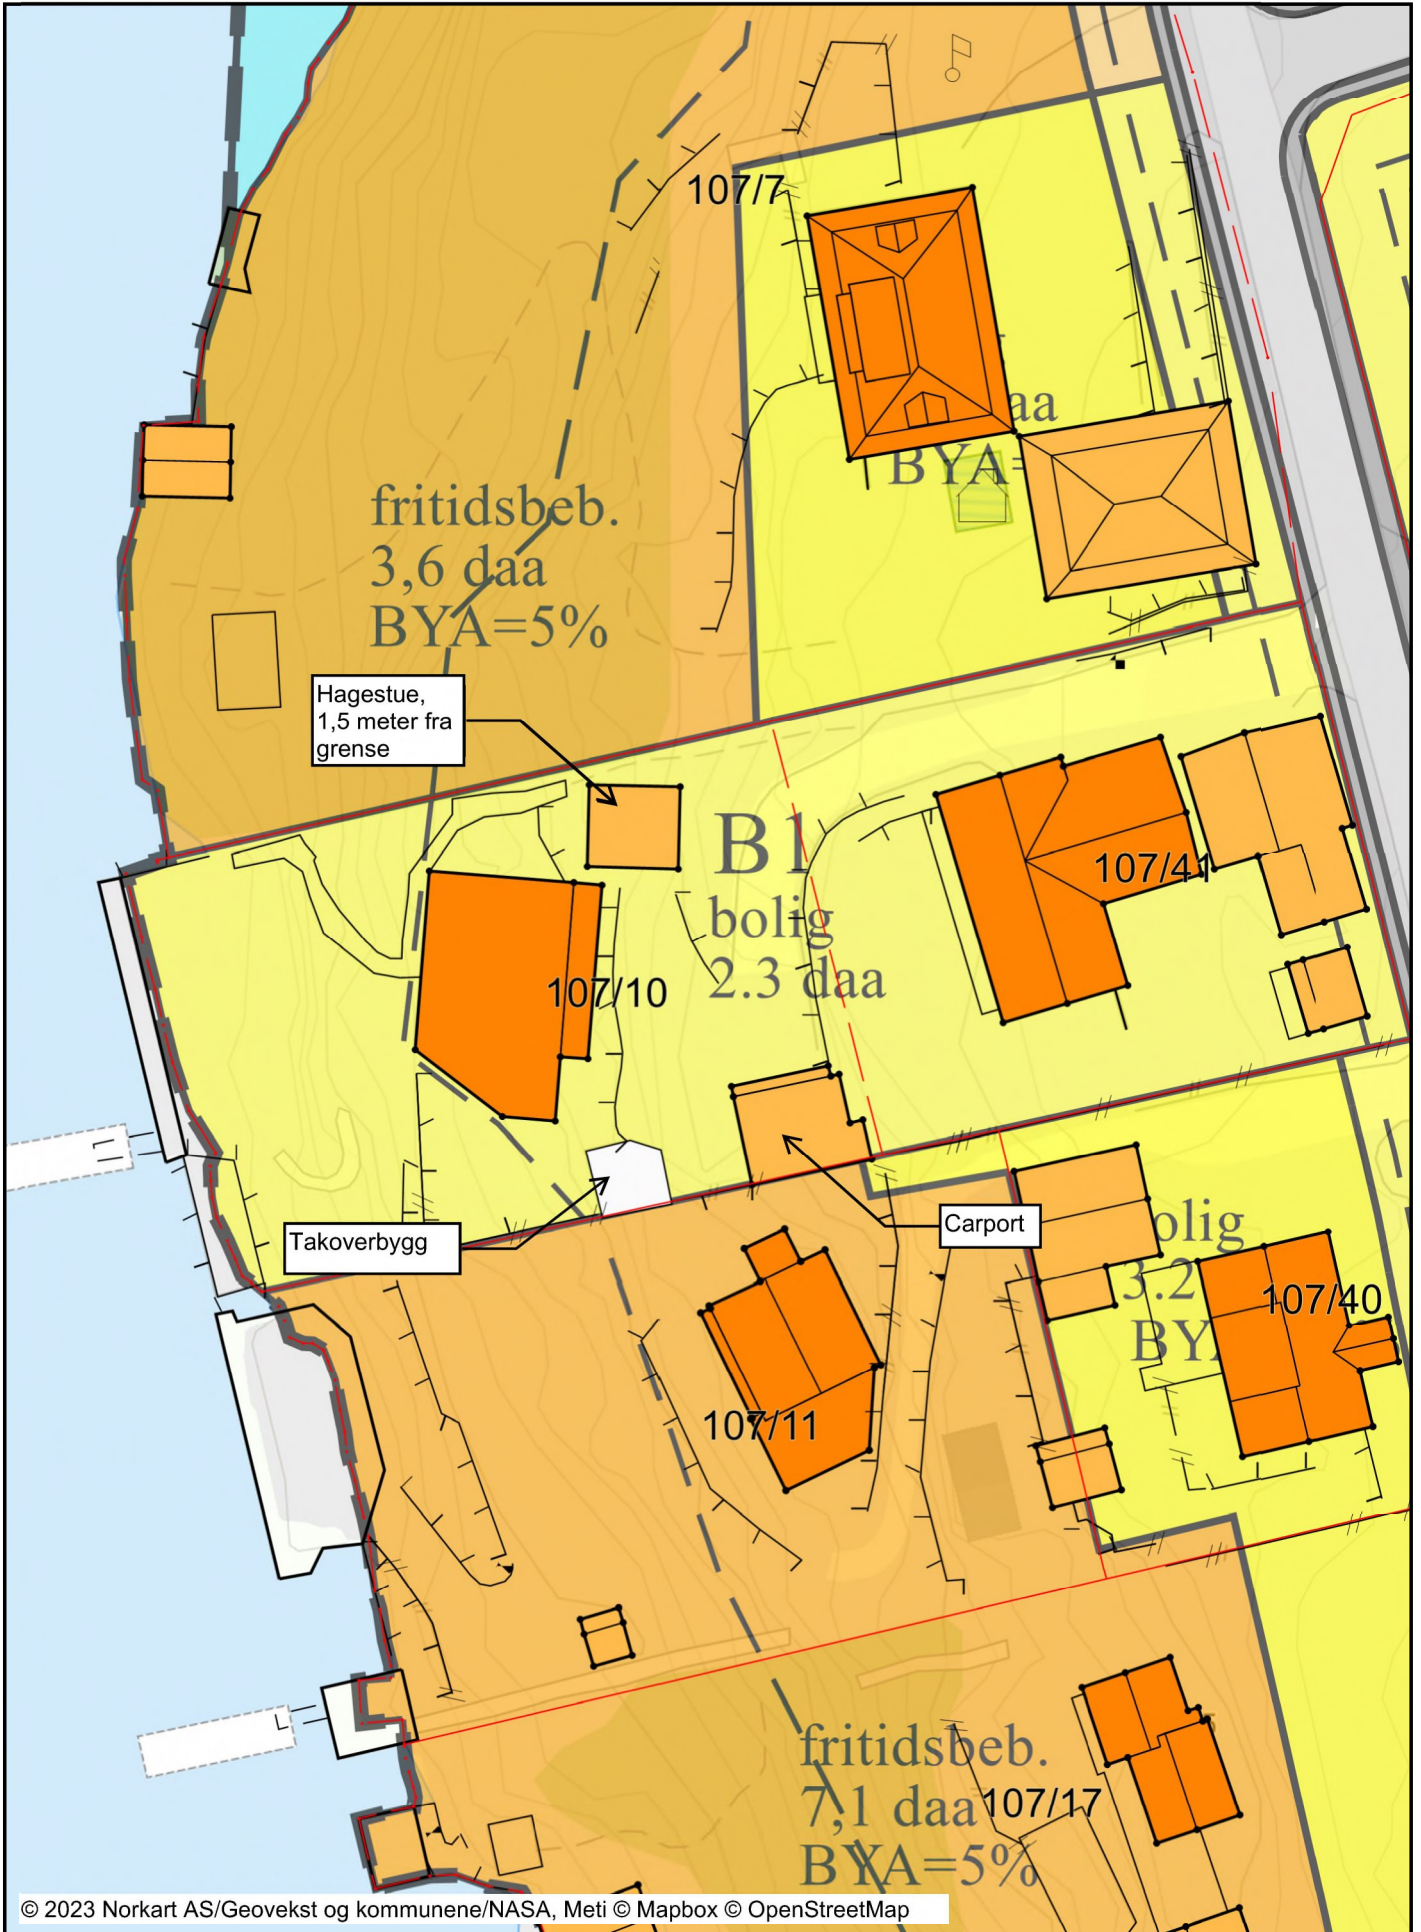 107/7
daa
BYA=
fritidsbeb.
3,6 daa
BYA=5%
Hagestue,
1,5 meter fra
grense
B1
bolig
2.3 daa
107/41
107/10
Takoverbygg
Carport
olig
3.2
BY
107/40
107/11
fritidsbeb.
7,1 daa
BYA=5%
107/17
© 2023 Norkart AS/Geovekst og kommunene/NASA, Meti © Mapbox © OpenStreetMap